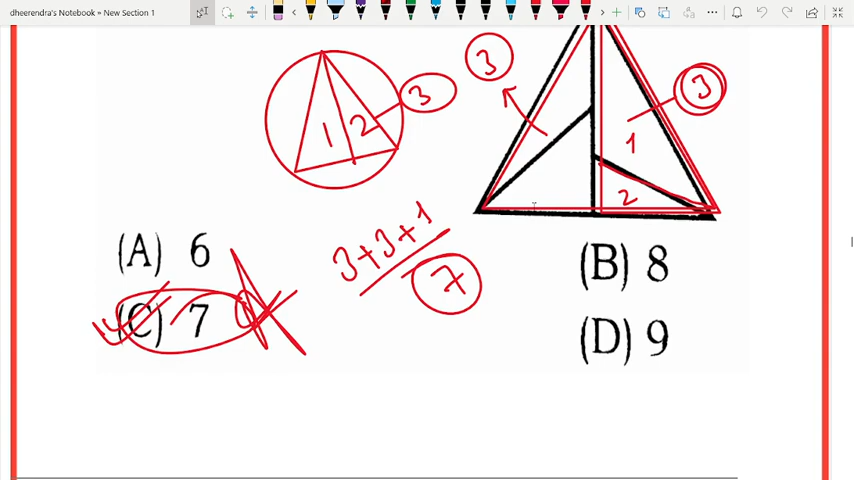 dheerendra's Notebook » New Section 1
3
3
1 2
3
1
2
3+3+1
7
(A) 6
(B) 8
(C) 7
(D) 9